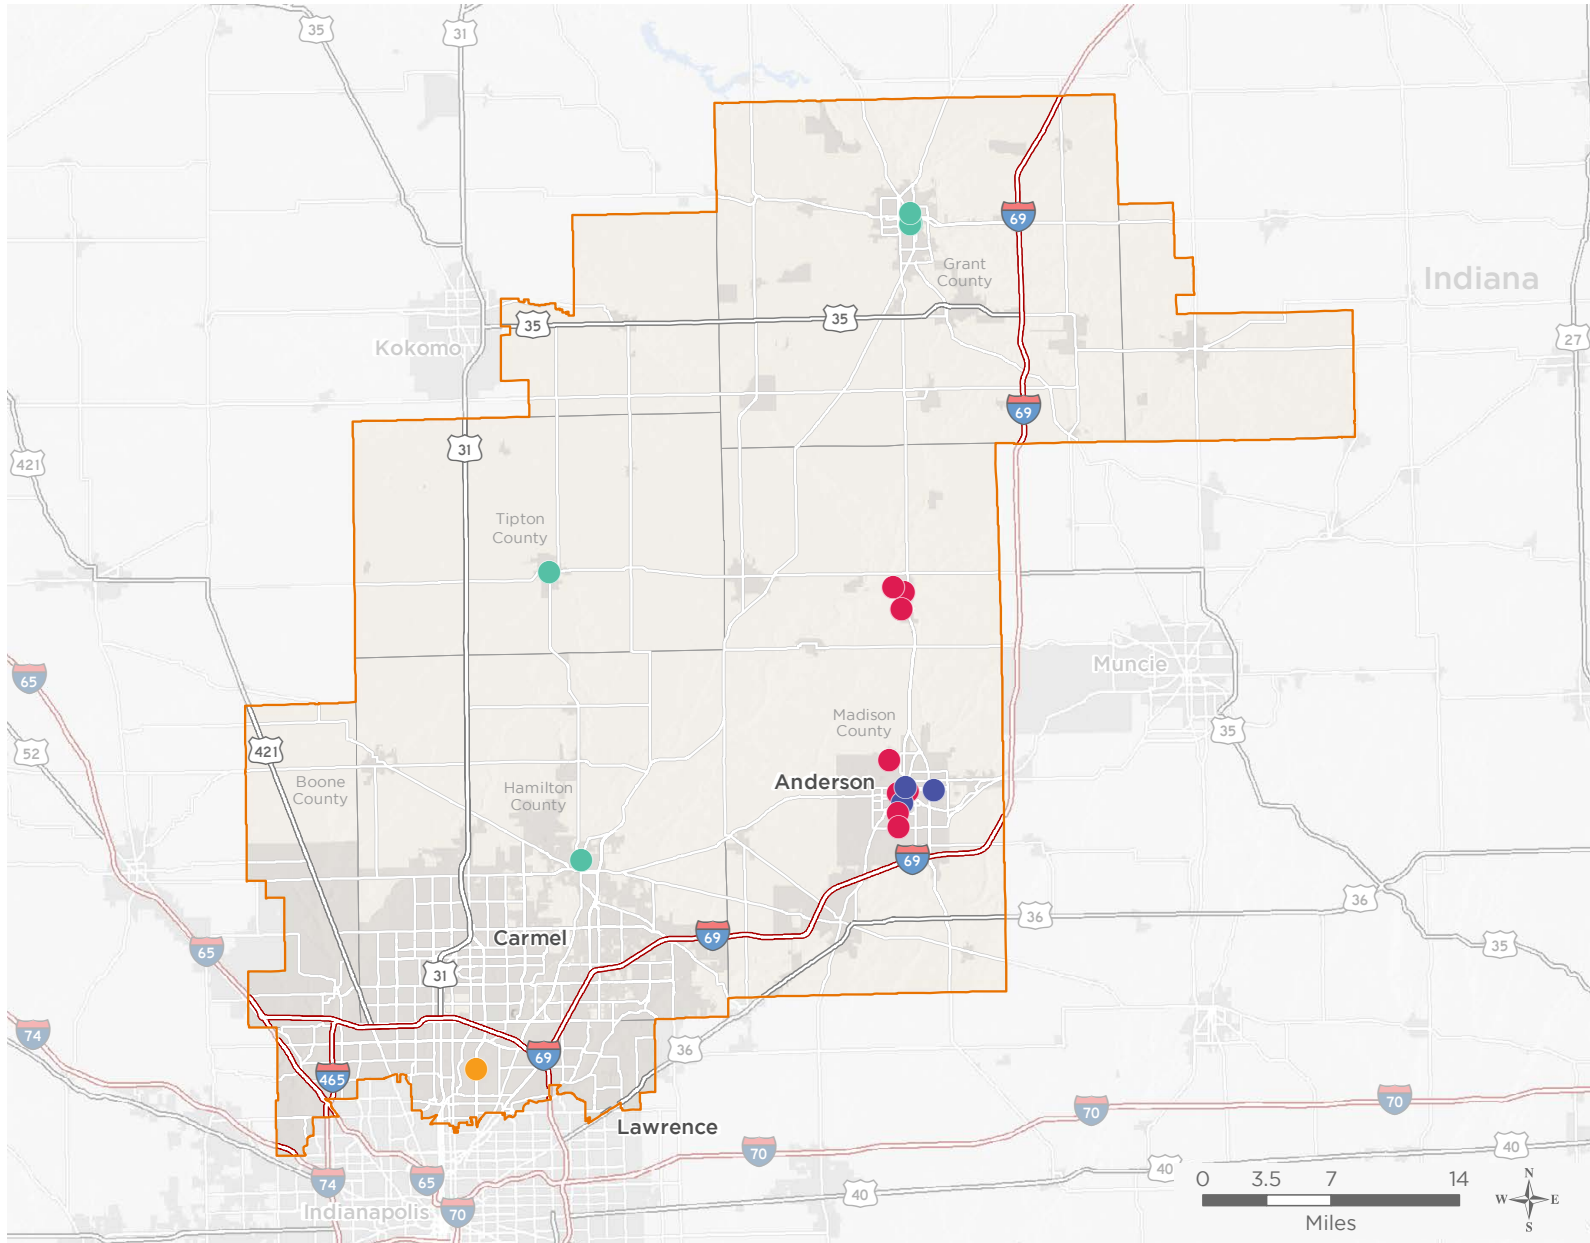 35
31
69
Grant
County
Indiana
35
35
27
Kokomo
69
31
421
Tipton
County
Muncie
65
Madison
County
35
52
421
Boone
County
Hamilton
County
Anderson
69
36
36
Carmel
69
35
65
31
74
36
69
465
70
70
Lawrence
70
40
40
0 3.5 7 14
Miles
N
W E
S
74
65
40
Indianapolis
70